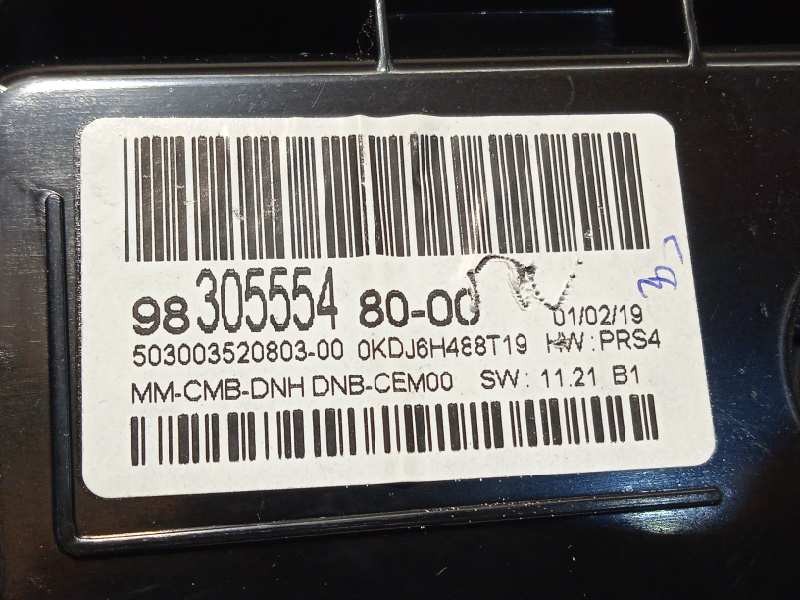 98 305554 80-00 01/02/19
503003520803-00 0KDJ6H488T19 HW: PRS4
MM-CMB-DNH DNB-CEM00 SW: 11.21 B1